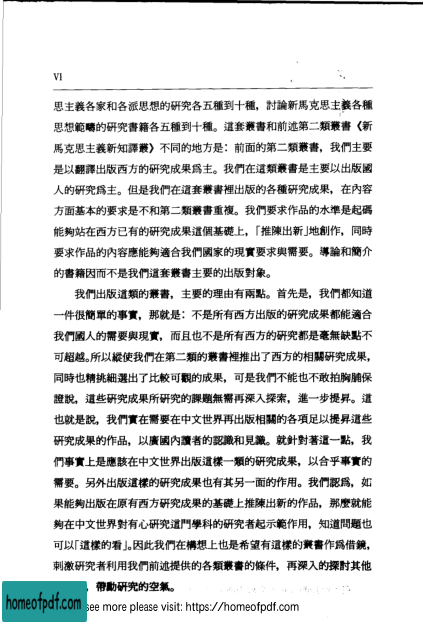 VI
思主義各家和各派思想的研究各五種到十種，討論新馬克思主義各種
思想範疇的研究書籍各五種到十種。這套叢書和前述第二類叢書《新
馬克思主義新知譯叢》不同的地方是：前面的第二類叢書，我們主要
是以翻譯出版西方的研究成果爲主。我們在這類叢書是主要以出版國
人的研究爲主。但是我們在這套叢書裡出版的各種研究成果，在內容
方面基本的要求是不和第二類叢書重複。我們要求作品的水準是起碼
能夠站在西方已有的研究成果這個基礎上，「推陳出新」地創作，同時
要求作品的內容應能夠適合我們國家的現實要求與需要。導論和簡介
的書籍因而不是我們這套叢書主要的出版對象。
我們出版這類的叢書，主要的理由有兩點。首先是，我們都知道
一件很簡單的事實，那就是：不是所有西方出版的研究成果都能適合
我們國人的需要與現實，而且也不是所有西方的研究都是毫無缺點不
可超越。所以縱使我們在第二類的叢書裡推出了西方的相關研究成果，
同時也精挑細選出了比較可觀的成果，可是我們不能也不敢拍胸脯保
證說，這些研究成果所研究的課題無需再深入探索，進一步提昇。這
也就是說，我們實在需要在中文世界再出版相關的各項足以提昇這些
研究成果的作品，以廣國內讀者的認識和見識。就針對著這一點，我
們事實上是應該在中文世界出版這樣一類的研究成果，以合乎事實的
需要。另外出版這樣的研究成果也有其另一面的作用。我們認爲，如
果能夠出版在原有西方研究成果的基礎上推陳出新的作品，那麼就能
夠在中文世界對有心研究這門學科的研究者起示範作用，知道問題也
可以「這樣的看」。因此我們在構想上也是希望有這樣的叢書作爲借鏡，
刺激研究者利用我們前述提供的各類叢書的條件，再深入的探討其他
，帶動研究的空氣。
homeofpdf.com
see more please visit: https://homeofpdf.com